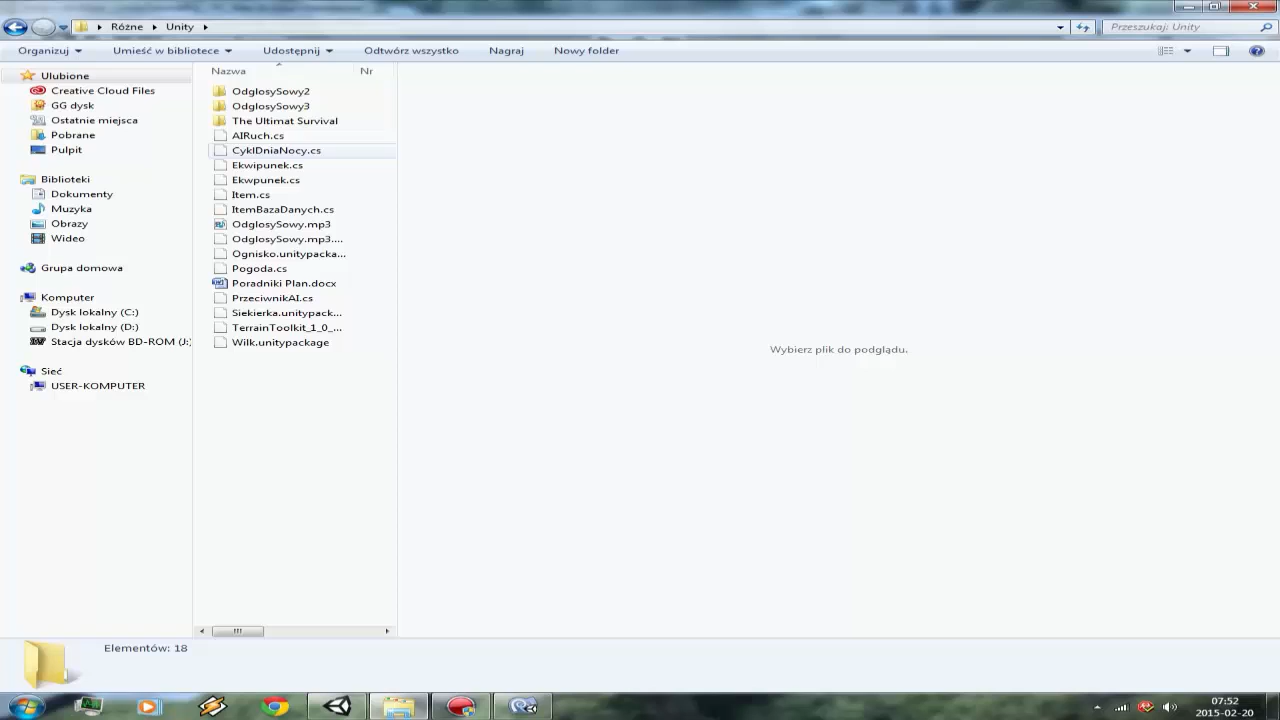 Różne Unity
Przeszukaj: Unity
Organizuj Umieść w bibliotece Udostępnij Odtwórz wszystko Nagraj Nowy folder
Nazwa Nr
Ulubione
Creative Cloud Files
GG dysk
Ostatnie miejsca
Pobrane
Pulpit
Biblioteki
Dokumenty
Muzyka
Obrazy
Wideo
Grupa domowa
Komputer
Dysk lokalny (C:)
Dysk lokalny (D:)
Stacja dysków BD-ROM (J:)
Sieć
USER-KOMPUTER
OdglosySowy2
OdglosySowy3
The Ultimat Survival
AIRuch.cs
CyklDniaNocy.cs
Ekwipunek.cs
Ekwpunek.cs
Item.cs
ItemBazaDanych.cs
OdglosySowy.mp3
OdglosySowy.mp3....
Ognisko.unitypacka...
Pogoda.cs
Poradniki Plan.docx
PrzeciwnikAI.cs
Siekierka.unitypack...
TerrainToolkit_1_0_...
Wilk.unitypackage
Wybierz plik do podglądu.
Elementów: 18
07:52
2015-02-20